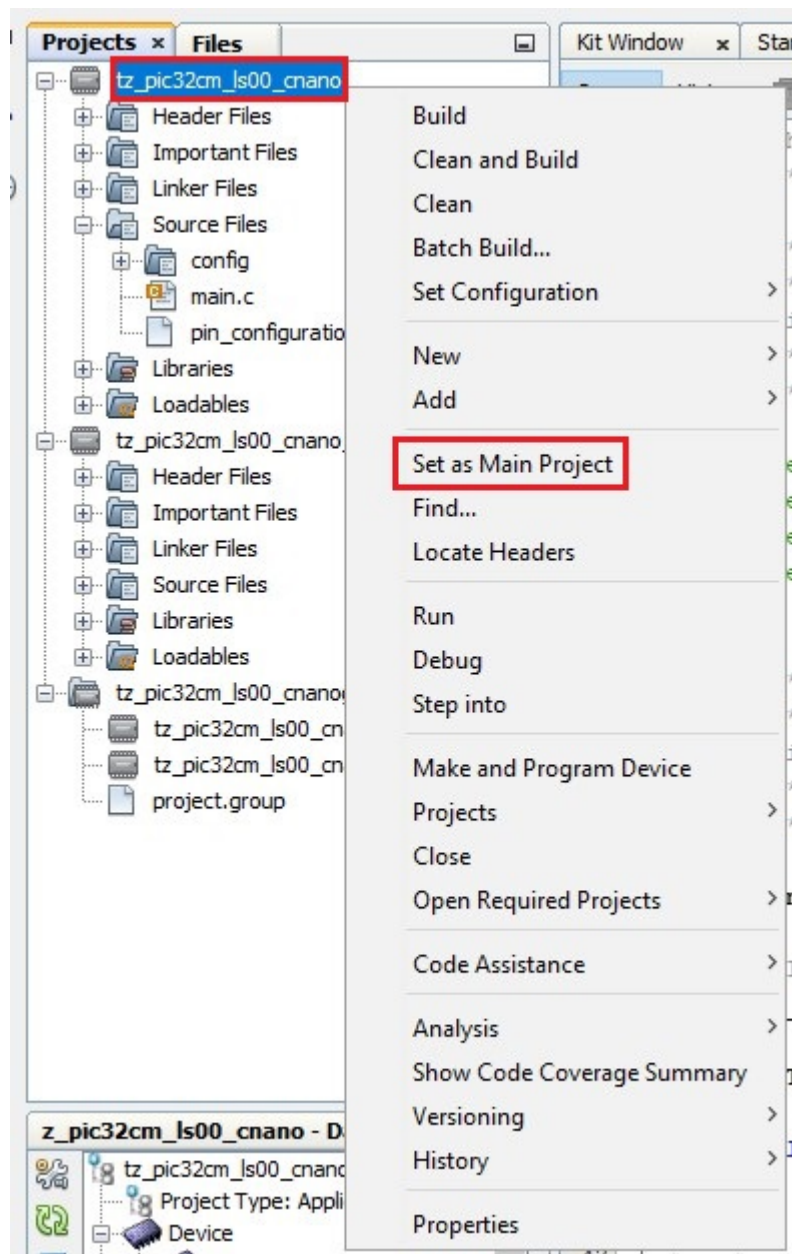 Projects
Files
Kit Window
tz_pic32cm_ls00_cnano
Header Files
Important Files
Linker Files
Source Files
config
main.c
pin_configuratio
Libraries
Loadables
tz_pic32cm_ls00_cnano_
Header Files
Important Files
Linker Files
Source Files
Libraries
Loadables
tz_pic32cm_ls00_cnano
tz_pic32cm_ls00_cn
tz_pic32cm_ls00_cn
project.group
Build
Clean and Build
Clean
Batch Build...
Set Configuration
New
Add
Set as Main Project
Find...
Locate Headers
Run
Debug
Step into
Make and Program Device
Projects
Close
Open Required Projects
Code Assistance
Analysis
Show Code Coverage Summary
Versioning
History
Properties
z_pic32cm_ls00_cnano - D
tz_pic32cm_ls00_cnano
Project Type: Appli
Device